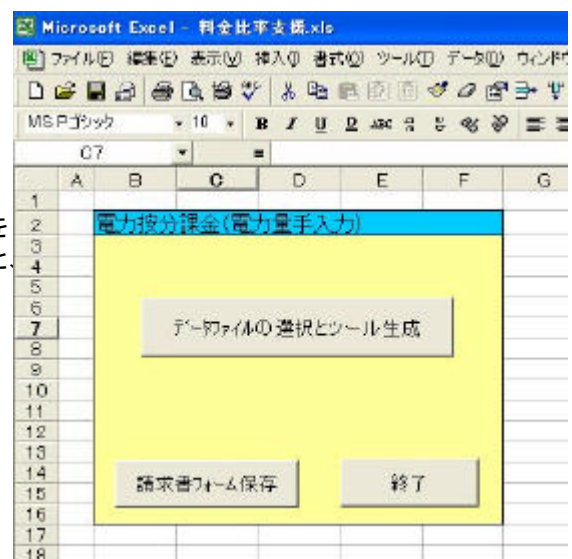 Microsoft Excel - 料金比率支援.xls
ファイル(F) 編集(E) 表示(V) 挿入(I) 書式(O) ツール(T) データ(D) ウィンドウ
MS Pゴシック 10 B I U D ABC
C7 =
A B C D E F G
1
を
2 電力按分課金(電力量手入力)
3
4
5
6
7 データファイルの選択とツール生成
8
9
10
11
12
13
14 請求書フォーム保存 終了
15
16
17
18